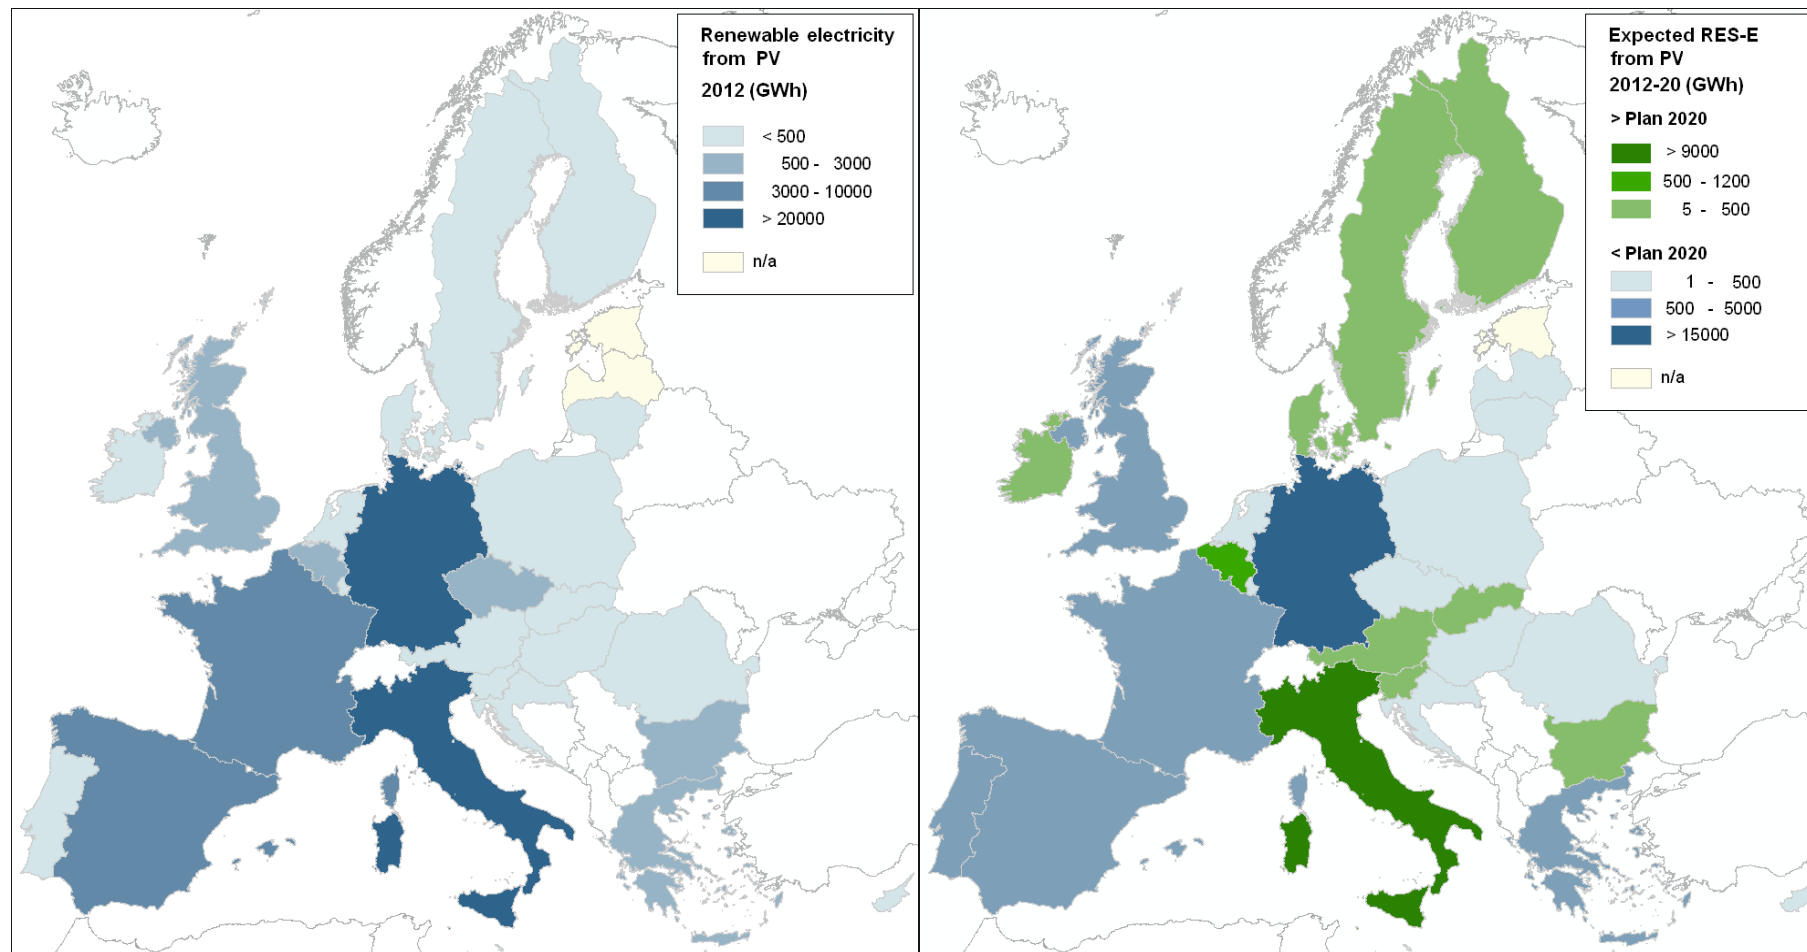 Renewable electricity
from PV
2012 (GWh)
< 500
500 - 3000
3000 - 10000
> 20000
n/a
Expected RES-E
from PV
2012-20 (GWh)
> Plan 2020
> 9000
500 - 1200
5 - 500
< Plan 2020
1 - 500
500 - 5000
> 15000
n/a